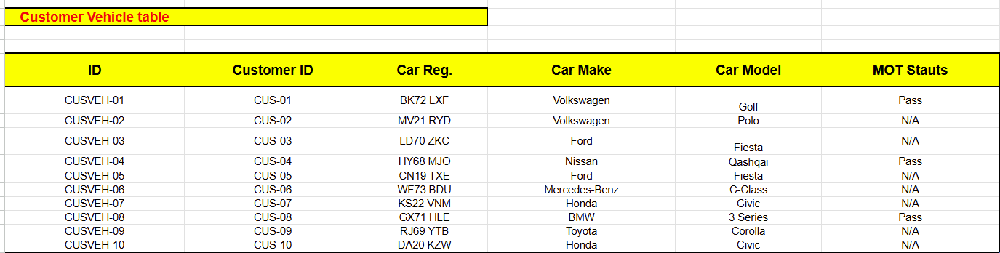 Customer Vehicle table
ID Customer ID Car Reg. Car Make Car Model MOT Stauts
CUSVEH-01 CUS-01 BK72 LXF Volkswagen Golf Pass
CUSVEH-02 CUS-02 MV21 RYD Volkswagen Polo N/A
CUSVEH-03 CUS-03 LD70 ZKC Ford Fiesta N/A
CUSVEH-04 CUS-04 HY68 MJO Nissan Qashqai Pass
CUSVEH-05 CUS-05 CN19 TXE Ford Fiesta N/A
CUSVEH-06 CUS-06 WF73 BDU Mercedes-Benz C-Class N/A
CUSVEH-07 CUS-07 KS22 VNM Honda Civic N/A
CUSVEH-08 CUS-08 GX71 HLE BMW 3 Series Pass
CUSVEH-09 CUS-09 RJ69 YTB Toyota Corolla N/A
CUSVEH-10 CUS-10 DA20 KZW Honda Civic N/A